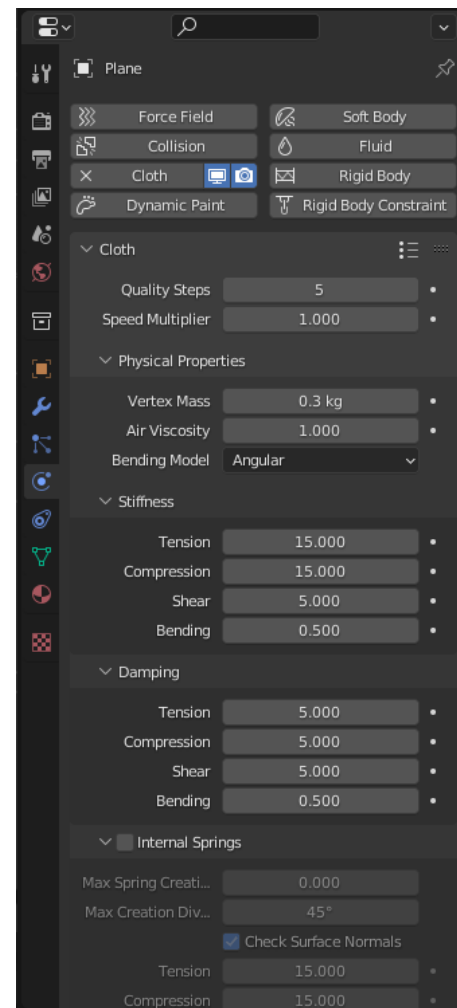 Plane
Force Field Soft Body
Collision Fluid
Cloth Rigid Body
Dynamic Paint Rigid Body Constraint
Cloth
Quality Steps 5
Speed Multiplier 1.000
Physical Properties
Vertex Mass 0.3 kg
Air Viscosity 1.000
Bending Model Angular
Stiffness
Tension 15.000
Compression 15.000
Shear 5.000
Bending 0.500
Damping
Tension 5.000
Compression 5.000
Shear 5.000
Bending 0.500
Internal Springs
Max Spring Creati... 0.000
Max Creation Div... 45°
Check Surface Normals
Tension 15.000
Compression 15.000